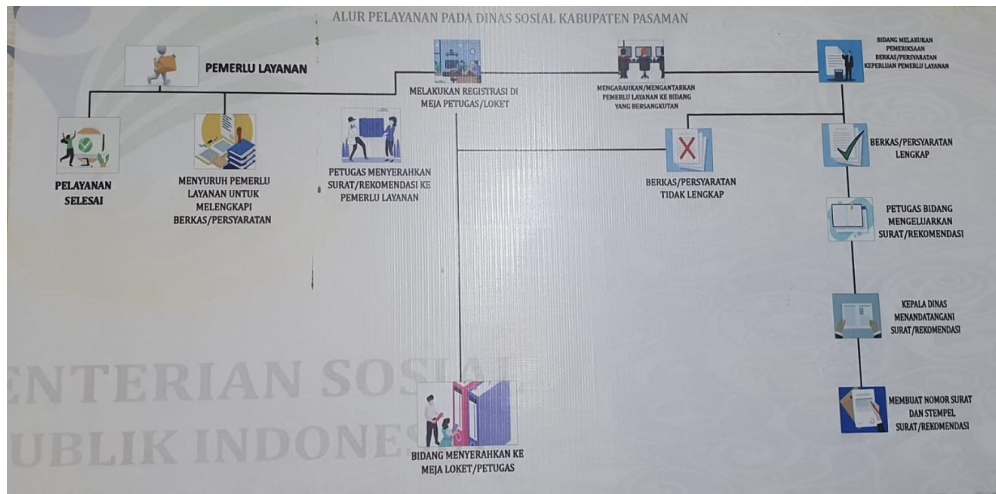 ALUR PELAYANAN PADA DINAS SOSIAL KABUPATEN PASAMAN
PEMERLU LAYANAN
MELAKUKAN REGISTRASI DI
MEJA PETUGAS/LOKET
MENGARAHKAN/MENGANTARKAN
PEMERLU LAYANAN KE BIDANG
YANG BERSANGKUTAN
BIDANG MELAKUKAN
PEMERIKSAAN
BERKAS/PERSYARATAN
KEPERLUAN PEMERLU LAYANAN
PELAYANAN
SELESAI
MENYURUH PEMERLU
LAYANAN UNTUK
MELENGKAPI
BERKAS/PERSYARATAN
PETUGAS MENYERAHKAN
SURAT/REKOMENDASI KE
PEMERLU LAYANAN
BERKAS/PERSYARATAN
TIDAK LENGKAP
BERKAS/PERSYARATAN
LENGKAP
PETUGAS BIDANG
MENGELUARKAN
SURAT/REKOMENDASI
KEPALA DINAS
MENANDATANGANI
SURAT/REKOMENDASI
MEMBUAT NOMOR SURAT
DAN STEMPEL
SURAT/REKOMENDASI
BIDANG MENYERAHKAN KE
MEJA LOKET/PETUGAS
ENTERIAN SOSIAL
UBLIK INDONES